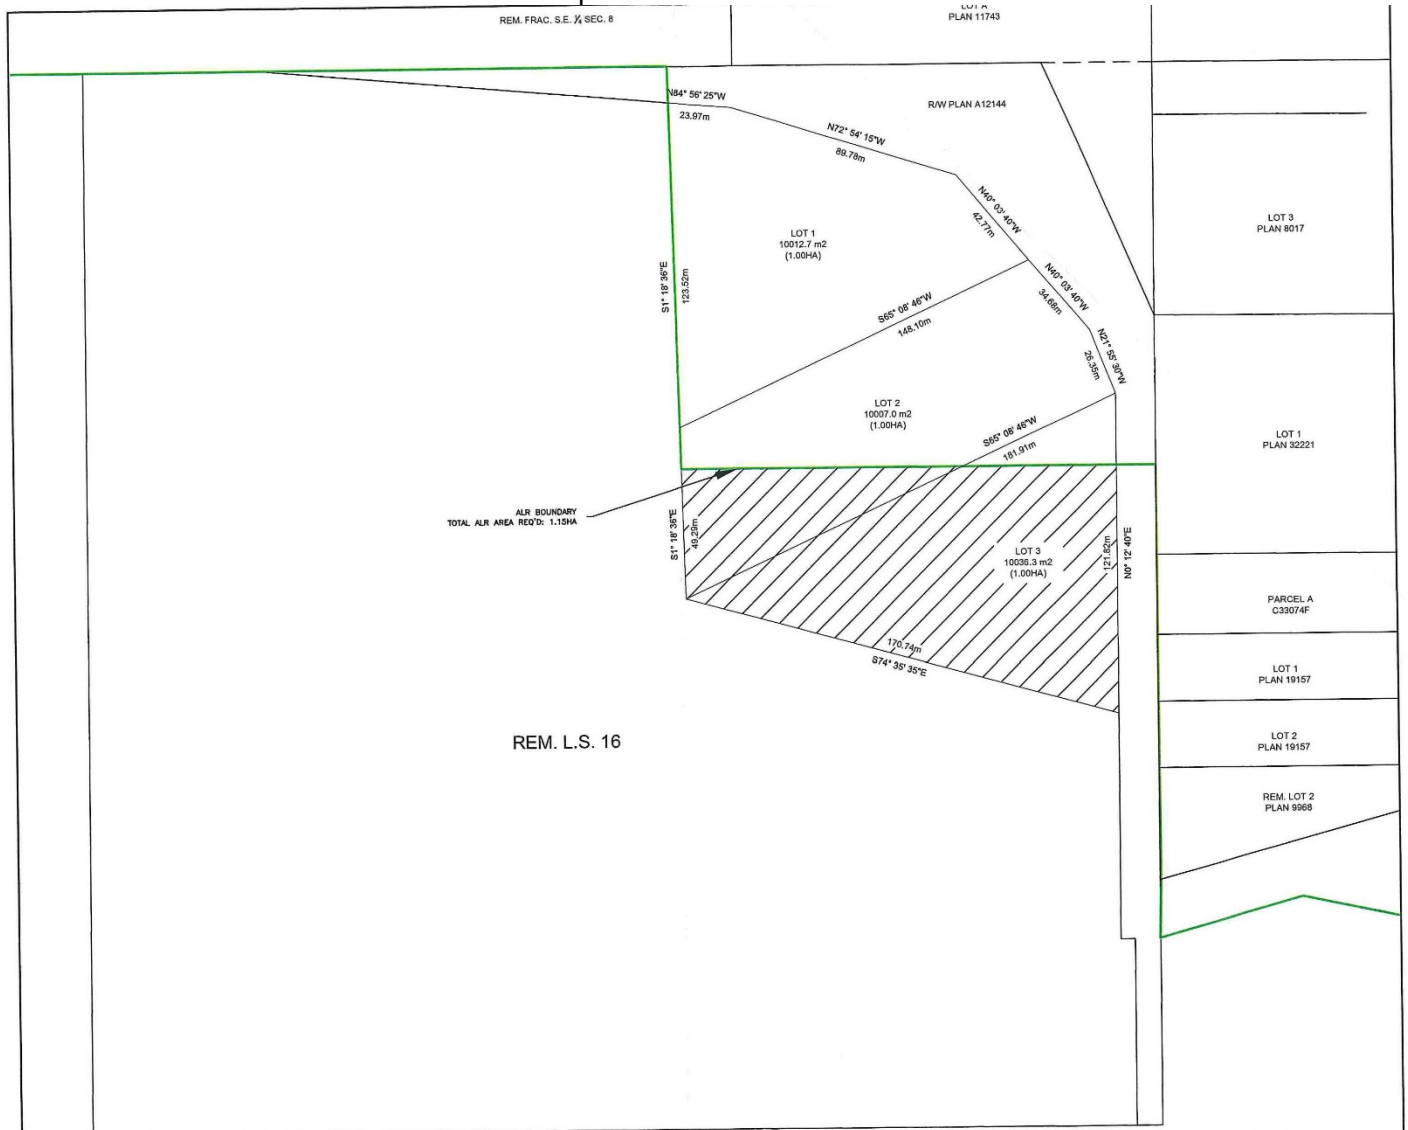 REM. FRAC. S.E. ¼ SEC. 8
LOT A
PLAN 11743
N84° 56' 25"W
23.97m
R/W PLAN A12144
N72° 54' 15"W
89.78m
N40° 03' 40"W
42.77m
LOT 3
PLAN 8017
LOT 1
10012.7 m2
(1.00HA)
S1° 18' 36"E
123.52m
N40° 03' 40"W
34.68m
S65° 08' 46"W
148.10m
N21° 55' 30"W
26.35m
LOT 2
10007.0 m2
(1.00HA)
S65° 08' 46"W
181.91m
LOT 1
PLAN 32221
ALR BOUNDARY
TOTAL ALR AREA REQ'D: 1.15HA
S1° 18' 36"E
49.29m
LOT 3
10036.3 m2
(1.00HA)
121.82m
N0° 12' 40"E
PARCEL A
C33074F
170.74m
S74° 35' 35"E
LOT 1
PLAN 19157
REM. L.S. 16
LOT 2
PLAN 19157
REM. LOT 2
PLAN 9968